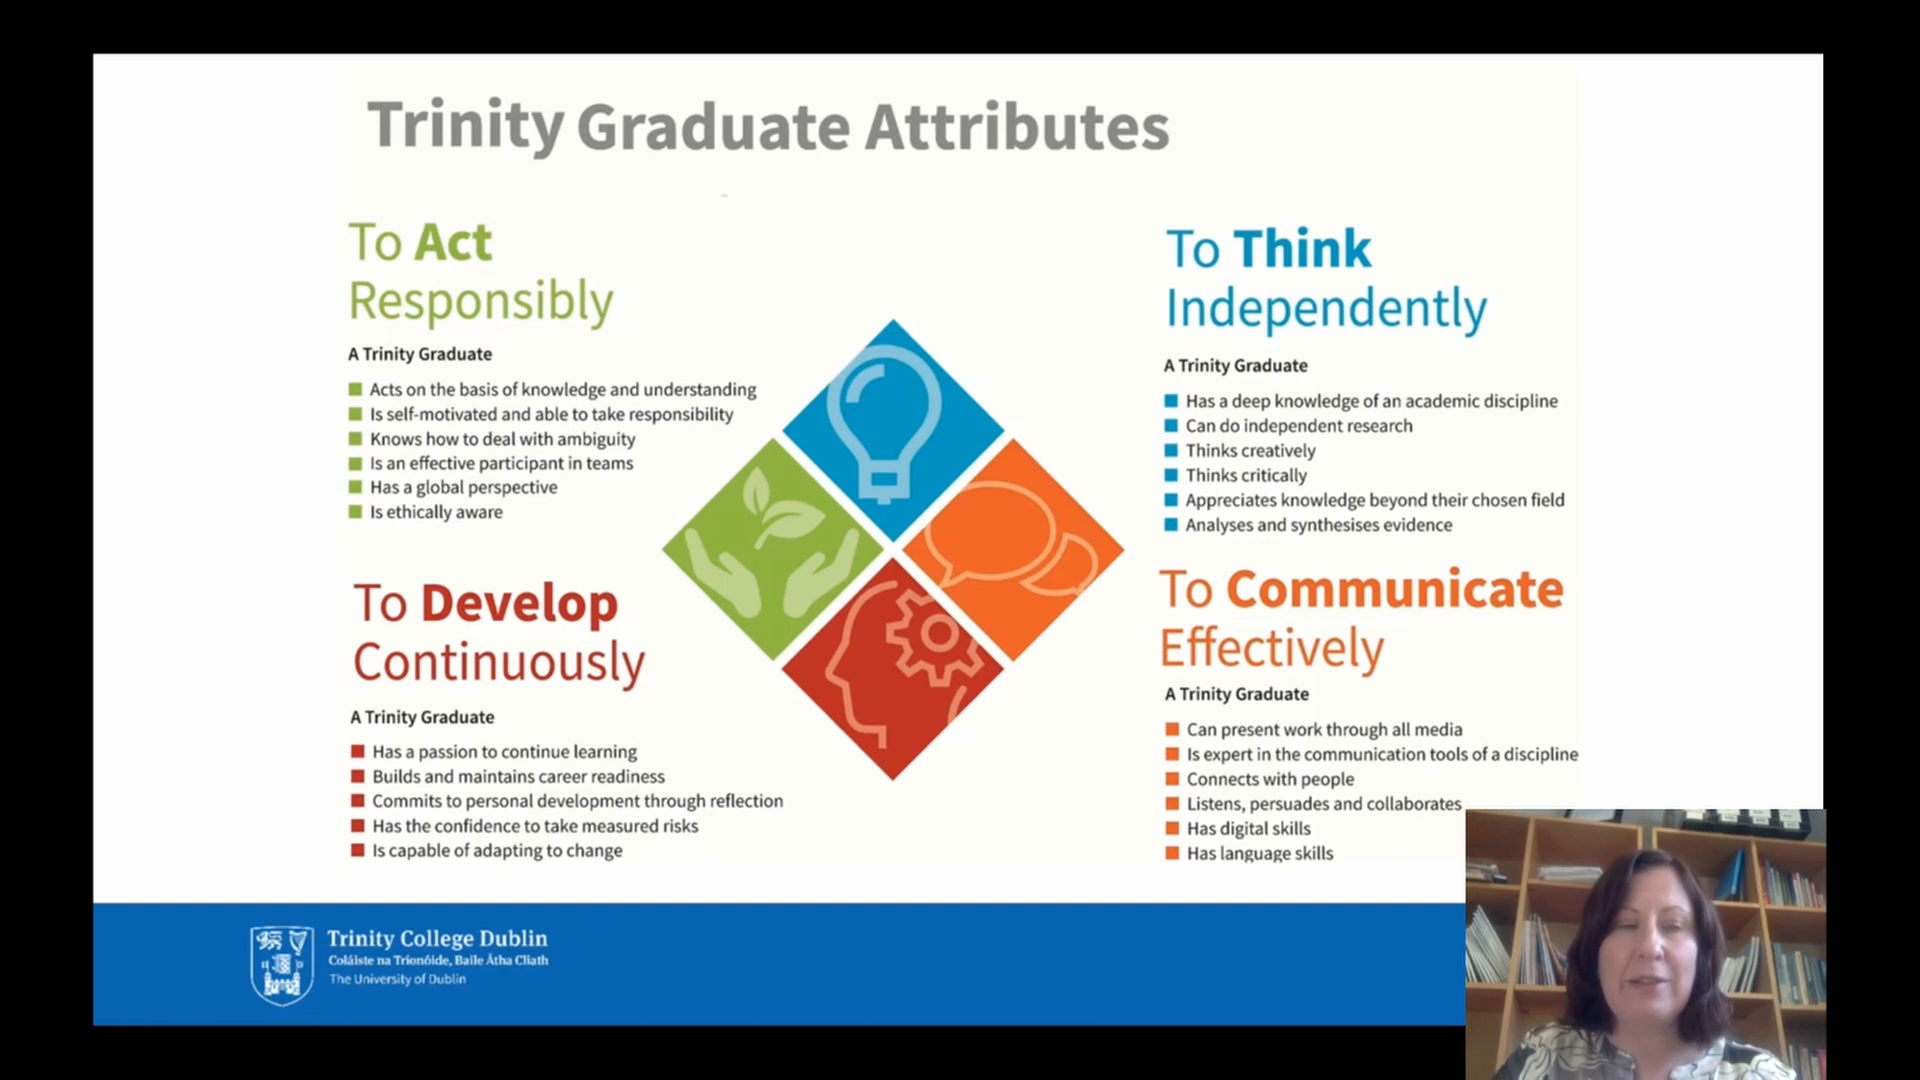 Trinity Graduate Attributes
To Act
Responsibly
A Trinity Graduate
Acts on the basis of knowledge and understanding
Is self-motivated and able to take responsibility
Knows how to deal with ambiguity
Is an effective participant in teams
Has a global perspective
Is ethically aware
To Think
Independently
A Trinity Graduate
Has a deep knowledge of an academic discipline
Can do independent research
Thinks creatively
Thinks critically
Appreciates knowledge beyond their chosen field
Analyses and synthesises evidence
To Develop
Continuously
A Trinity Graduate
Has a passion to continue learning
Builds and maintains career readiness
Commits to personal development through reflection
Has the confidence to take measured risks
Is capable of adapting to change
To Communicate
Effectively
A Trinity Graduate
Can present work through all media
Is expert in the communication tools of a discipline
Connects with people
Listens, persuades and collaborates
Has digital skills
Has language skills
Trinity College Dublin
Coláiste na Tríonóide, Baile Átha Cliath
The University of Dublin